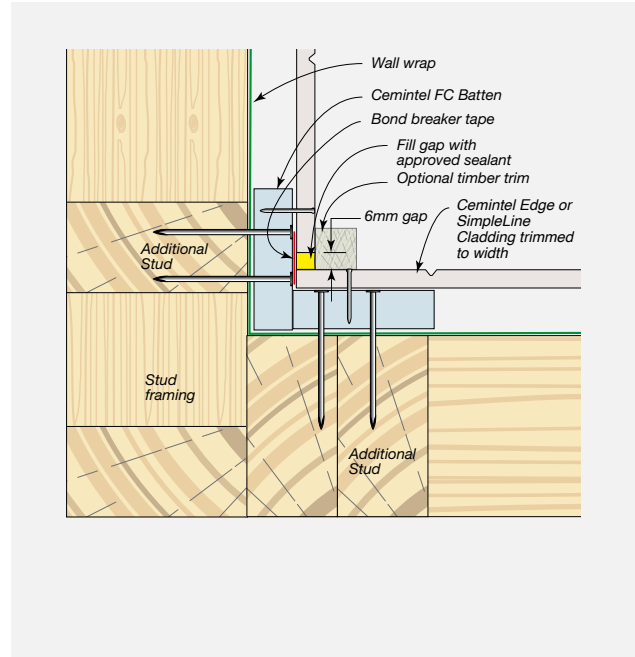 Wall wrap
Cemintel FC Batten
Bond breaker tape
Fill gap with
approved sealant
Optional timber trim
6mm gap
Cemintel Edge or
SimpleLine
Cladding trimmed
to width
Additional
Stud
Stud
framing
Additional
Stud